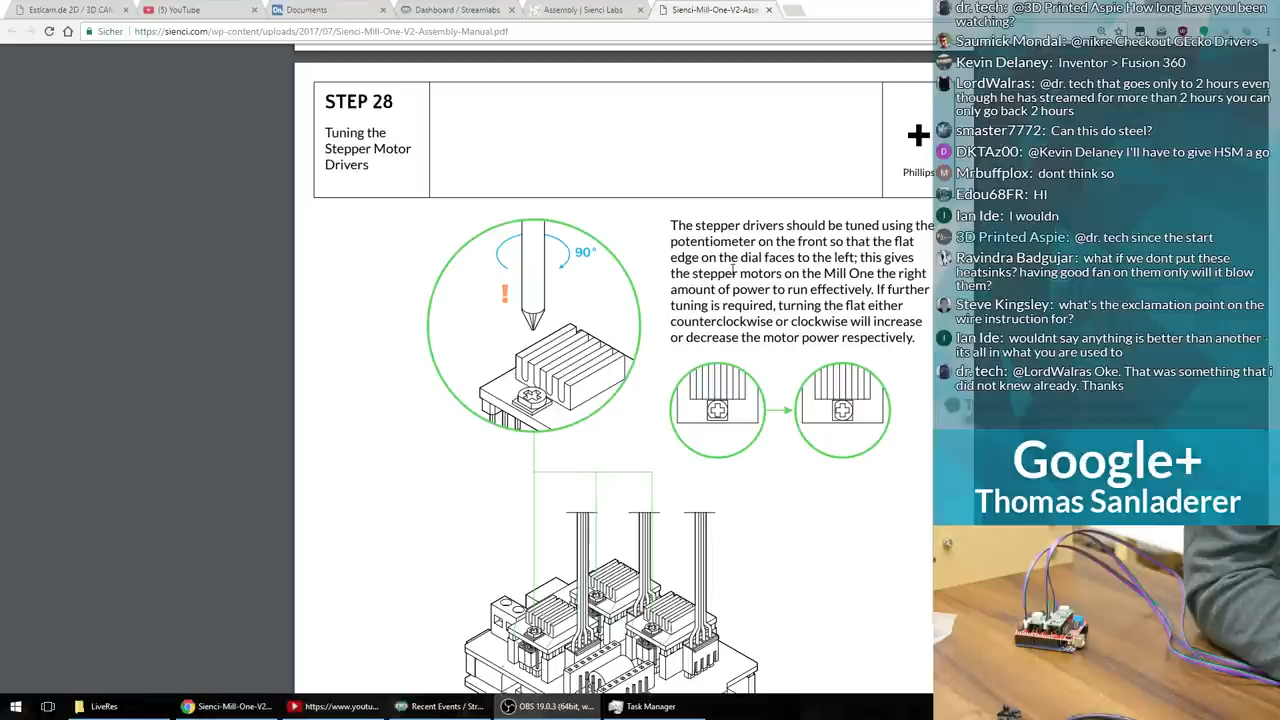 Estlcam.de 2D / 3D CAM
(5) YouTube
Documents
Dashboard / Streamlabs
Assembly | Sienci Labs
Sienci-Mill-One-V2-Asse
Sicher
https://sienci.com/wp-content/uploads/2017/07/Sienci-Mill-One-V2-Assembly-Manual.pdf
STEP 28
Tuning the
Stepper Motor
Drivers
Phillips
90°
!
The stepper drivers should be tuned using the
potentiometer on the front so that the flat
edge on the dial faces to the left; this gives
the stepper motors on the Mill One the right
amount of power to run effectively. If further
tuning is required, turning the flat either
counterclockwise or clockwise will increase
or decrease the motor power respectively.
dr. tech: @3D Printed Aspie How long have you been
watching?
Saumick Mondal: @nikre Checkout GEcko Drivers
Kevin Delaney: Inventor > Fusion 360
LordWalras: @dr. tech that goes only to 2 hours even
though he has streamed for more than 2 hours you can
only go back 2 hours
smaster7772: Can this do steel?
D DKTAz00: @Kevin Delaney I'll have to give HSM a go
M Mrbuffplox: dont think so
Edou68FR: HI
I Ian Ide: I wouldn
3D Printed Aspie: @dr. tech since the start
Ravindra Badgujar: what if we dont put these
heatsinks? having good fan on them only will it blow
them?
Steve Kingsley: what's the exclamation point on the
wire instruction for?
I Ian Ide: wouldnt say anything is better than another -
its all in what you are used to
dr. tech: @LordWalras Oke. That was something that i
did not knew already. Thanks
Google+
Thomas Sanladerer
LiveRes
Sienci-Mill-One-V2...
https://www.youtu...
Recent Events / Str...
OBS 19.0.3 (64bit, w...
Task Manager